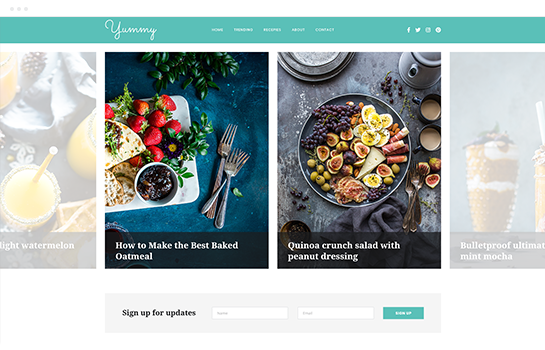 Yummy
HOME TRENDING RECIPES ABOUT CONTACT
light watermelon
How to Make the Best Baked
Oatmeal
Quinoa crunch salad with
peanut dressing
Bulletproof ultima
mint mocha
Sign up for updates
Name
Email
SIGN UP